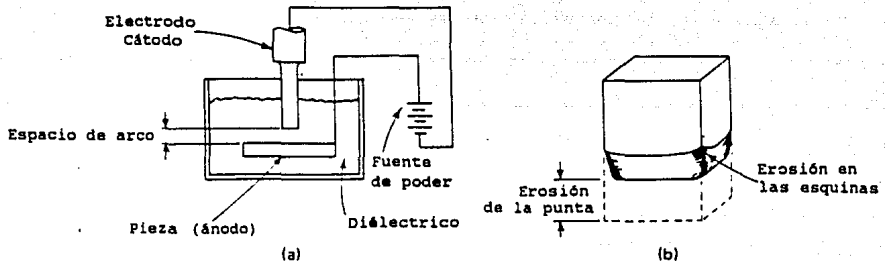 Electrodo
Cátodo
Espacio de arco
Fuente
de poder
Pieza (ánodo)
Diélectrico
(a)
Erosión
de la punta
Erosión en
las esquinas
(b)